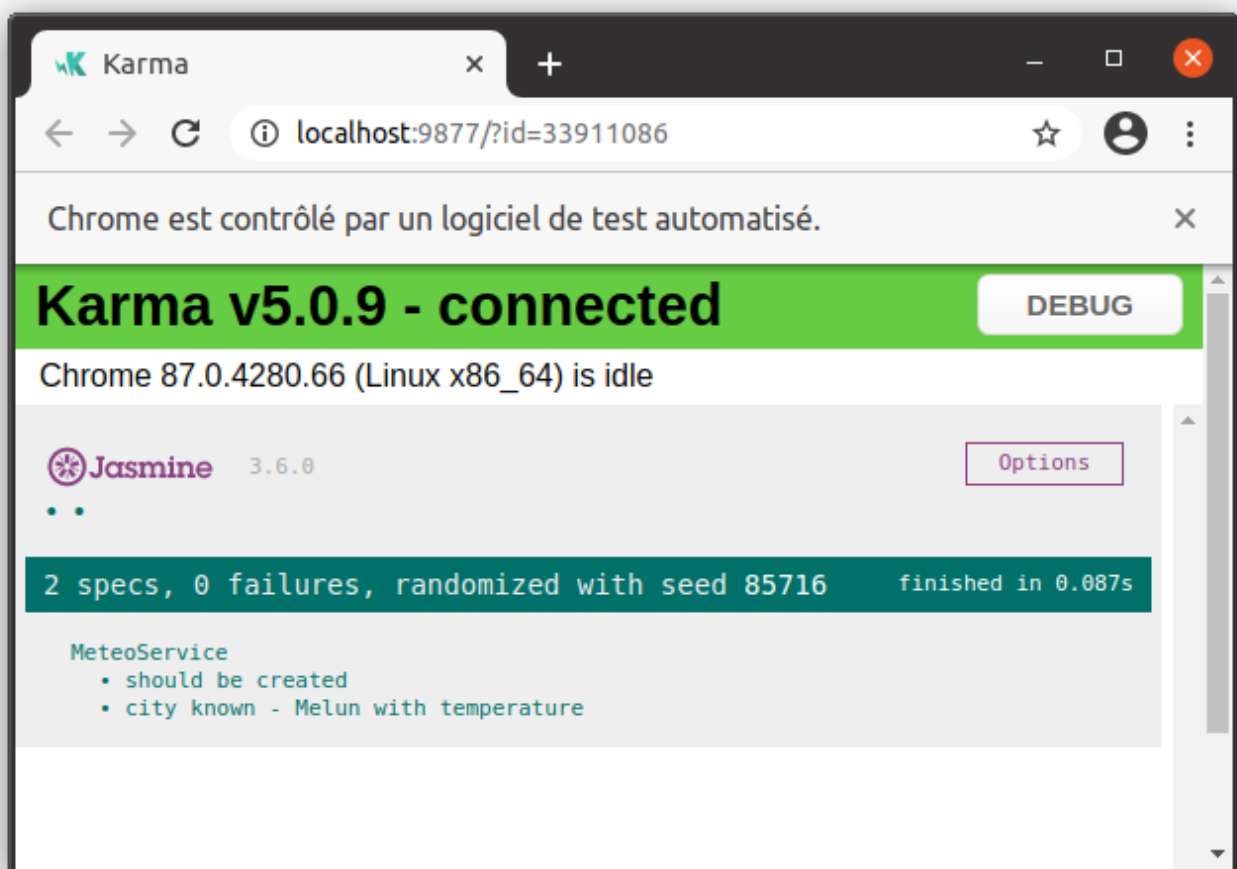 Karma
localhost:9877/?id=33911086
Chrome est contrôlé par un logiciel de test automatisé.
Karma v5.0.9 - connected DEBUG
Chrome 87.0.4280.66 (Linux x86_64) is idle
Jasmine 3.6.0 Options
• •
2 specs, 0 failures, randomized with seed 85716 finished in 0.087s
MeteoService
• should be created
• city known - Melun with temperature